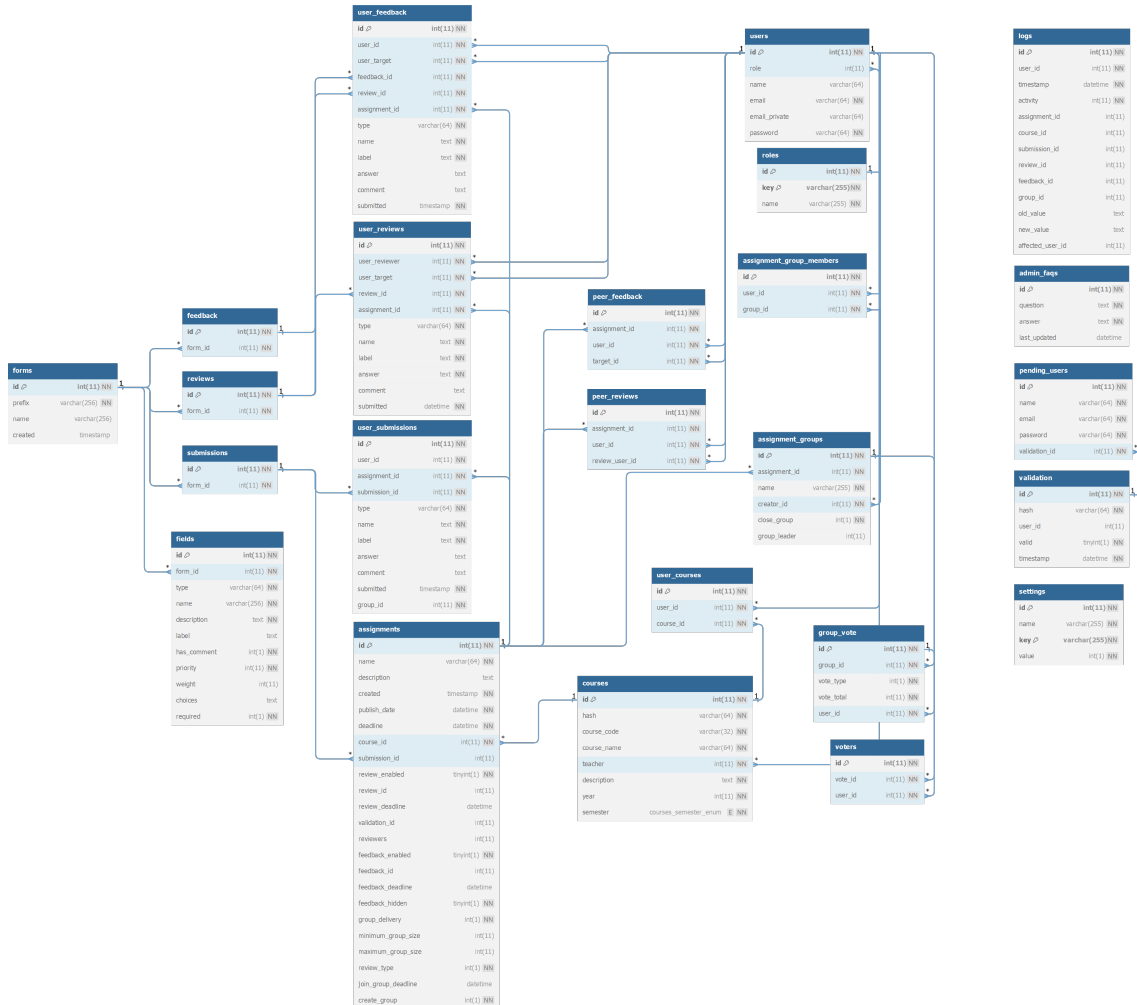 user_feedback
id int(11) NN
user_id int(11) NN
user_target int(11) NN
feedback_id int(11) NN
review_id int(11) NN
assignment_id int(11) NN
type varchar(64) NN
name text NN
label text
answer text
comment text
submitted timestamp NN
users
id int(11) NN
role int(11)
name varchar(64)
email varchar(64) NN
email_private varchar(64)
password varchar(64) NN
logs
id int(11) NN
user_id int(11)
timestamp datetime NN
activity int(11) NN
assignment_id int(11)
course_id int(11)
submission_id int(11)
review_id int(11)
feedback_id int(11)
group_id int(11)
old_value text
new_value text
affected_user_id int(11)
roles
id int(11) NN
key varchar(255) NN
name varchar(255) NN
user_reviews
id int(11) NN
user_reviewer int(11) NN
user_target int(11) NN
review_id int(11) NN
assignment_id int(11) NN
type varchar(64) NN
name text NN
label text NN
answer text NN
comment text
submitted datetime NN
assignment_group_members
id int(11) NN
user_id int(11) NN
group_id int(11) NN
admin_faqs
id int(11) NN
question text NN
answer text NN
last_updated datetime
peer_feedback
id int(11) NN
assignment_id int(11) NN
user_id int(11) NN
target_id int(11) NN
feedback
id int(11) NN
form_id int(11) NN
forms
id int(11) NN
prefix varchar(256) NN
name varchar(256)
created timestamp
reviews
id int(11) NN
form_id int(11) NN
pending_users
id int(11) NN
name varchar(64) NN
email varchar(64) NN
password varchar(64) NN
validation_id int(11) NN
peer_reviews
id int(11) NN
assignment_id int(11) NN
user_id int(11) NN
review_user_id int(11) NN
user_submissions
id int(11) NN
user_id int(11) NN
assignment_id int(11) NN
submission_id int(11) NN
type varchar(64) NN
name text NN
label text NN
answer text
comment text
submitted timestamp NN
group_id int(11) NN
assignment_groups
id int(11) NN
assignment_id int(11) NN
name varchar(255) NN
creator_id int(11) NN
close_group int(1) NN
group_leader int(11)
submissions
id int(11) NN
form_id int(11) NN
validation
id int(11) NN
hash varchar(64) NN
user_id int(11)
valid tinyint(1) NN
timestamp datetime NN
fields
id int(11) NN
form_id int(11) NN
type varchar(64) NN
name varchar(256) NN
description text NN
label text
has_comment int(1) NN
priority int(11) NN
weight int(11)
choices text
required int(1) NN
user_courses
id int(11) NN
user_id int(11) NN
course_id int(11) NN
settings
id int(11) NN
name varchar(255) NN
key varchar(255) NN
value int(1) NN
assignments
id int(11) NN
name varchar(64) NN
description text
created timestamp NN
publish_date datetime NN
deadline datetime NN
course_id int(11) NN
submission_id int(11)
review_enabled tinyint(1) NN
review_id int(11)
review_deadline datetime
validation_id int(11)
reviewers int(11)
feedback_enabled tinyint(1) NN
feedback_id int(11)
feedback_deadline datetime
feedback_hidden tinyint(1) NN
group_delivery int(1) NN
minimum_group_size int(11)
maximum_group_size int(11)
review_type int(1) NN
join_group_deadline datetime
create_group int(1) NN
group_vote
id int(11) NN
group_id int(11) NN
vote_type int(1) NN
vote_total int(11) NN
user_id int(11) NN
courses
id int(11) NN
hash varchar(64) NN
course_code varchar(32) NN
course_name varchar(64) NN
teacher int(11) NN
description text NN
year int(11) NN
semester courses_semester_enum E NN
voters
id int(11) NN
vote_id int(11) NN
user_id int(11) NN